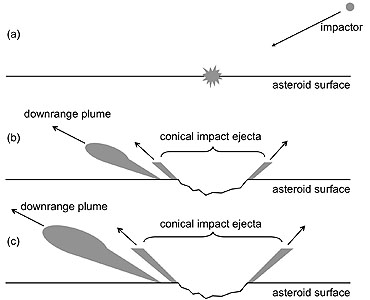 (a)
impactor
asteroid surface
downrange plume
(b)
conical impact ejecta
asteroid surface
downrange plume
(c)
conical impact ejecta
asteroid surface